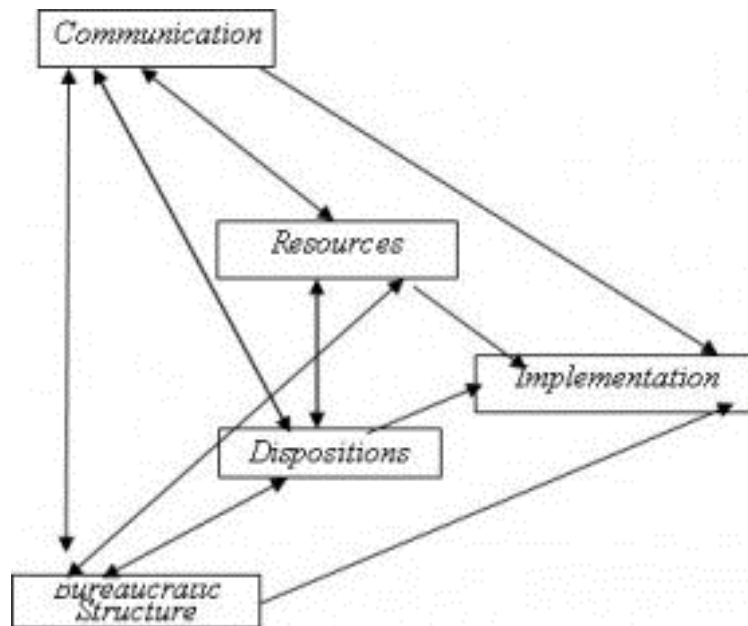 Communication
Resources
Implementation
Dispositions
Bureaucratic
Structure